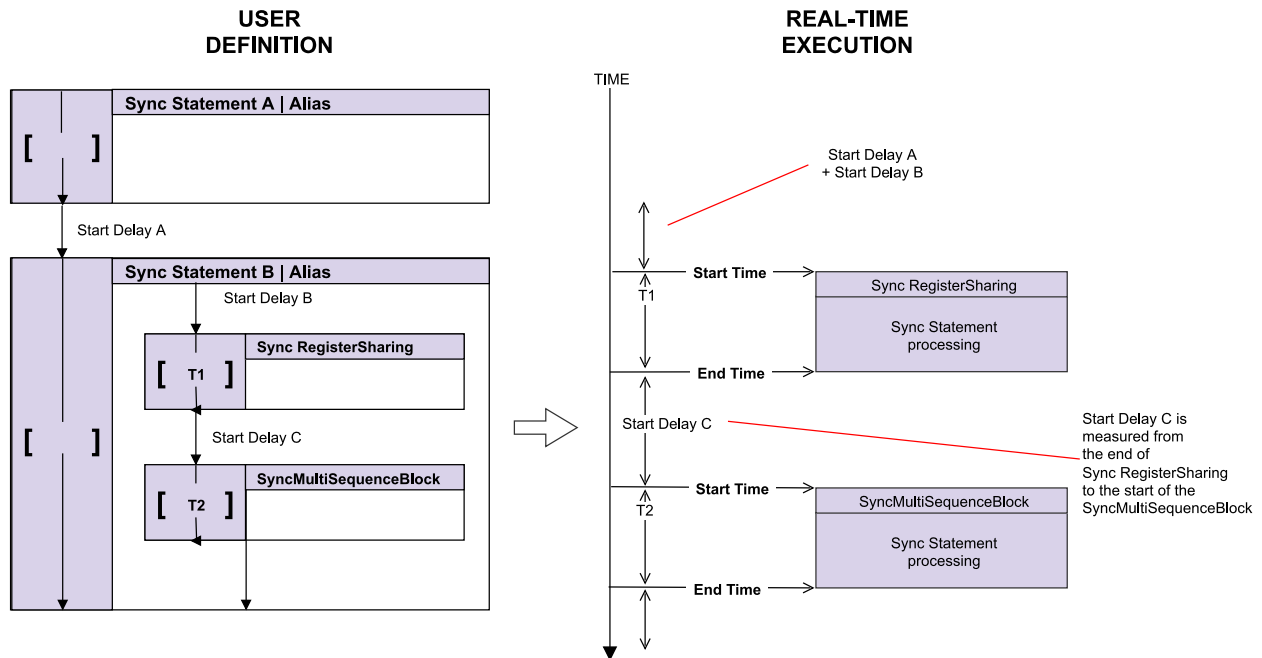 USER
DEFINITION
Sync Statement A | Alias
[ ]
Start Delay A
Sync Statement B | Alias
Start Delay B
Sync RegisterSharing
[ T1 ]
Start Delay C
[ ]
SyncMultiSequenceBlock
[ T2 ]
REAL-TIME
EXECUTION
TIME
Start Delay A
+ Start Delay B
Start Time
T1
Sync RegisterSharing
Sync Statement
processing
End Time
Start Delay C
Start Delay C is
measured from
the end of
Sync RegisterSharing
to the start of the
SyncMultiSequenceBlock
Start Time
T2
SyncMultiSequenceBlock
Sync Statement
processing
End Time